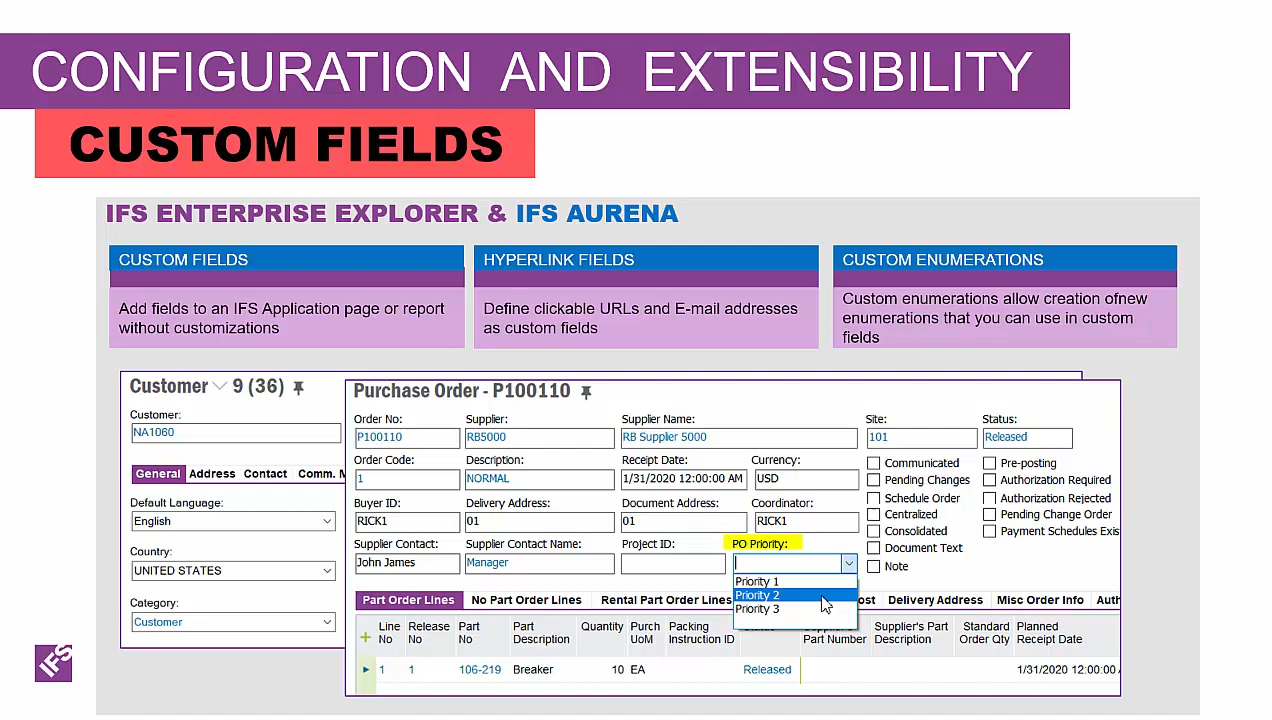 CONFIGURATION AND EXTENSIBILITY
CUSTOM FIELDS
IFS ENTERPRISE EXPLORER & IFS AURENA
CUSTOM FIELDS
Add fields to an IFS Application page or report
without customizations
HYPERLINK FIELDS
Define clickable URLs and E-mail addresses
as custom fields
CUSTOM ENUMERATIONS
Custom enumerations allow creation ofnew
enumerations that you can use in custom
fields
Customer 9 (36)
Customer:
NA1060
General Address Contact Comm. M
Default Language:
English
Country:
UNITED STATES
Category:
Customer
Purchase Order - P100110
Order No: Supplier: Supplier Name: Site: Status:
P100110 RB5000 RB Supplier 5000 101 Released
Order Code: Description: Receipt Date: Currency:
1 NORMAL 1/31/2020 12:00:00 AM USD
Buyer ID: Delivery Address: Document Address: Coordinator:
RICK1 01 01 RICK1
Supplier Contact: Supplier Contact Name: Project ID: PO Priority:
John James Manager
Priority 1
Priority 2
Priority 3
Communicated Pre-posting
Pending Changes Authorization Required
Schedule Order Authorization Rejected
Centralized Pending Change Order
Consolidated Payment Schedules Exis
Document Text
Note
Part Order Lines No Part Order Lines Rental Part Order Lines ost Delivery Address Misc Order Info Auth
Line No Release No Part No Part Description Quantity Purch UoM Packing Instruction ID Part Number Supplier's Part Description Standard Order Qty Planned Receipt Date
1 1 106-219 Breaker 10 EA Released 1/31/2020 12:00:00
IFS